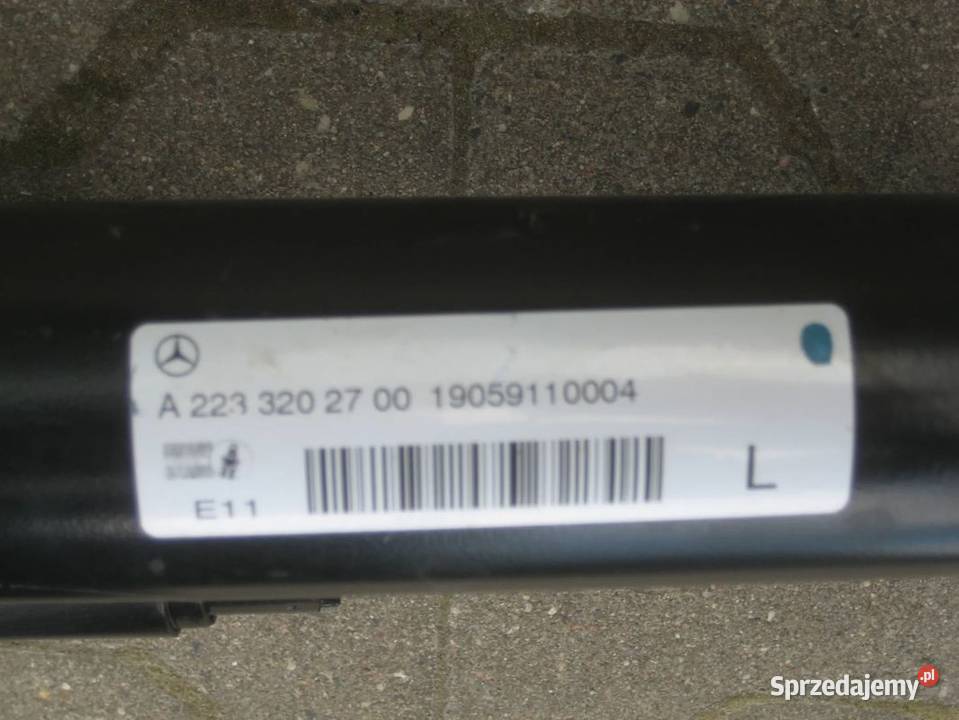 A 223 320 27 00 19059110004
E11
L
Sprzedajemy.pl